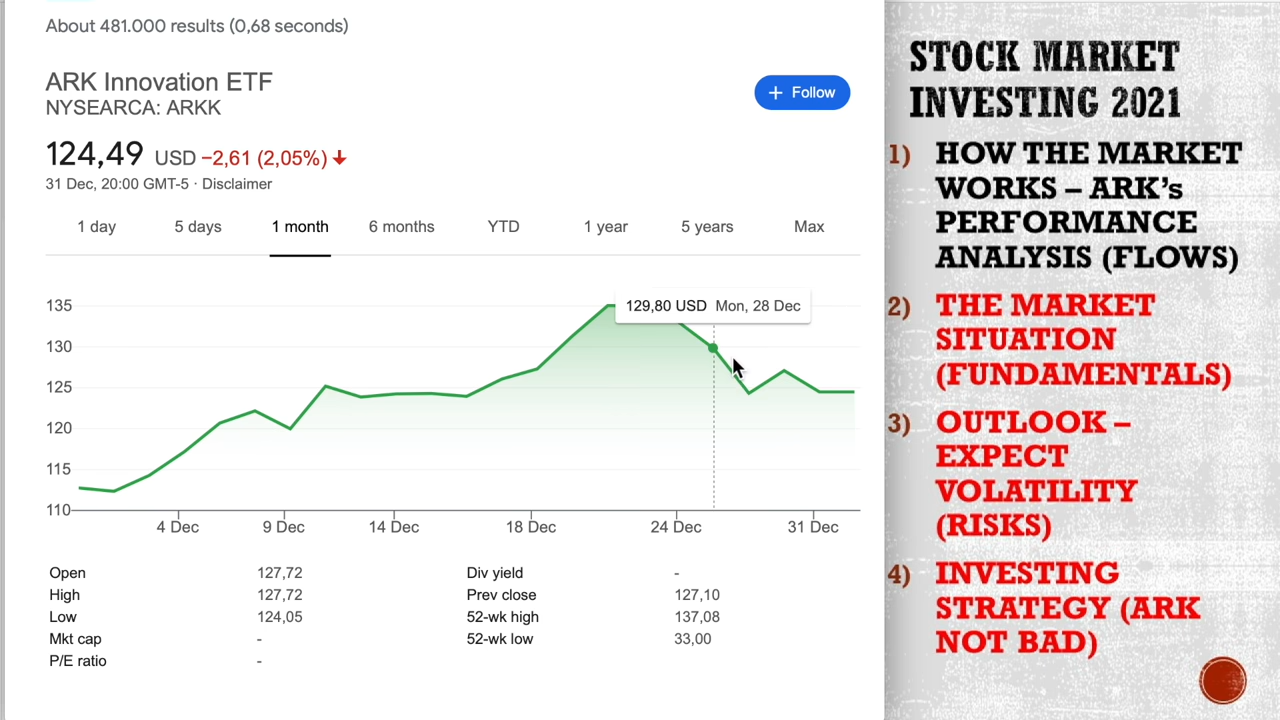 About 481.000 results (0,68 seconds)
ARK Innovation ETF
NYSEARCA: ARKK
+ Follow
124,49 USD −2,61 (2,05%) ↓
31 Dec, 20:00 GMT-5 · Disclaimer
1 day 5 days 1 month 6 months YTD 1 year 5 years Max
135
129,80 USD Mon, 28 Dec
130
125
120
115
110
4 Dec 9 Dec 14 Dec 18 Dec 24 Dec 31 Dec
Open 127,72 Div yield -
High 127,72 Prev close 127,10
Low 124,05 52-wk high 137,08
Mkt cap - 52-wk low 33,00
P/E ratio -
STOCK MARKET
INVESTING 2021
1) HOW THE MARKET
WORKS – ARK's
PERFORMANCE
ANALYSIS (FLOWS)
2) THE MARKET
SITUATION
(FUNDAMENTALS)
3) OUTLOOK –
EXPECT
VOLATILITY
(RISKS)
4) INVESTING
STRATEGY (ARK
NOT BAD)